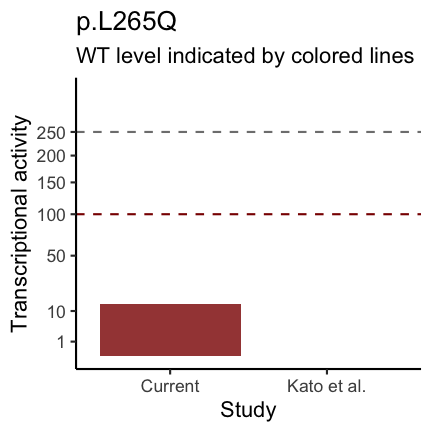 p.L265Q
WT level indicated by colored lines
Transcriptional activity
250
200
150
100
50
10
1
Current
Kato et al.
Study